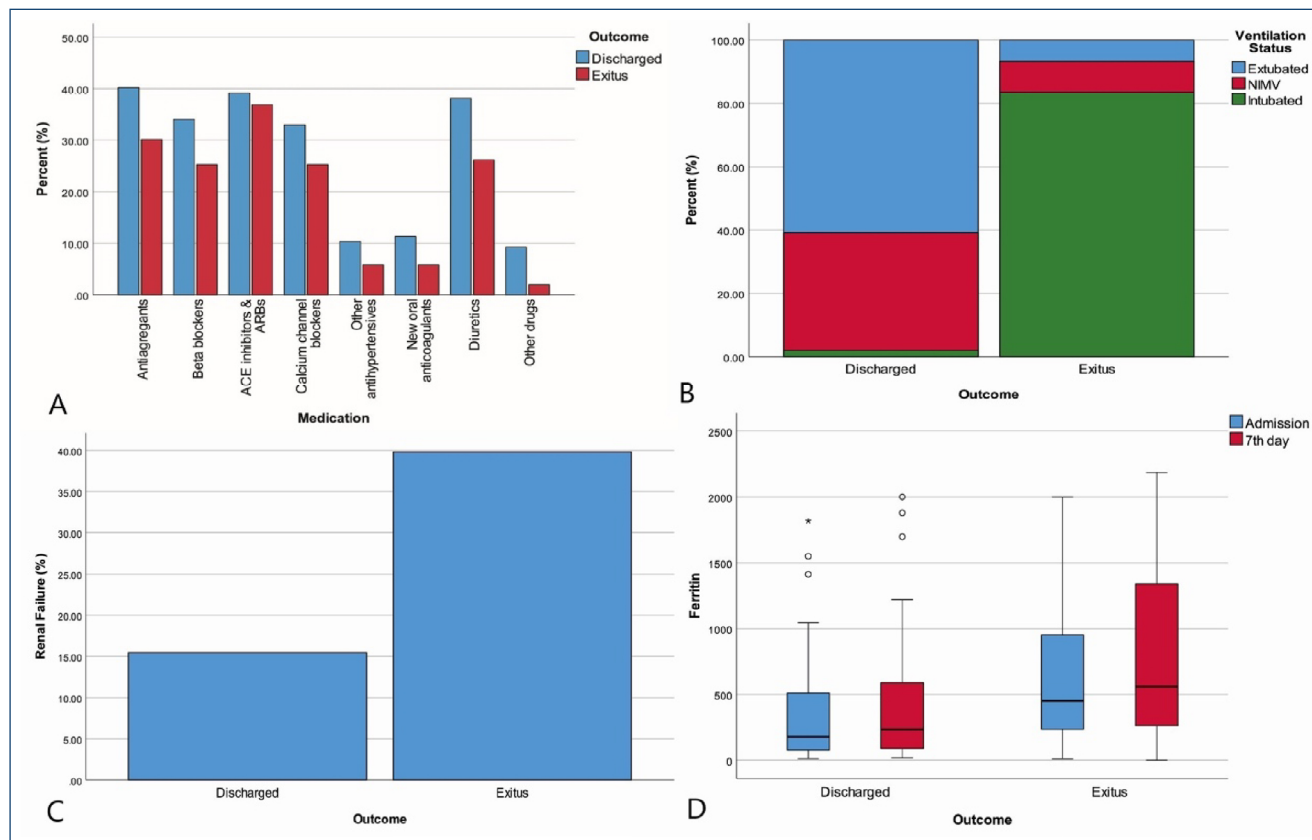 50.00
40.00
30.00
20.00
10.00
.00
Percent (%)
Outcome
Discharged
Exitus
Antiagregants
Beta blockers
ACE inhibitors &
ARBs
Calcium channel
blockers
Other
antihypertensives
New oral
anticoagulants
Diuretics
Other drugs
Medication
A
100.00
80.00
60.00
40.00
20.00
0.00
Percent (%)
Ventilation
Status
Extubated
NIMV
Intubated
Discharged
Exitus
Outcome
B
40.00
35.00
30.00
25.00
20.00
15.00
10.00
5.00
.00
Renal Failure (%)
Discharged
Exitus
Outcome
C
2500
2000
1500
1000
500
0
Ferritin
Admission
7th day
Discharged
Exitus
Outcome
D